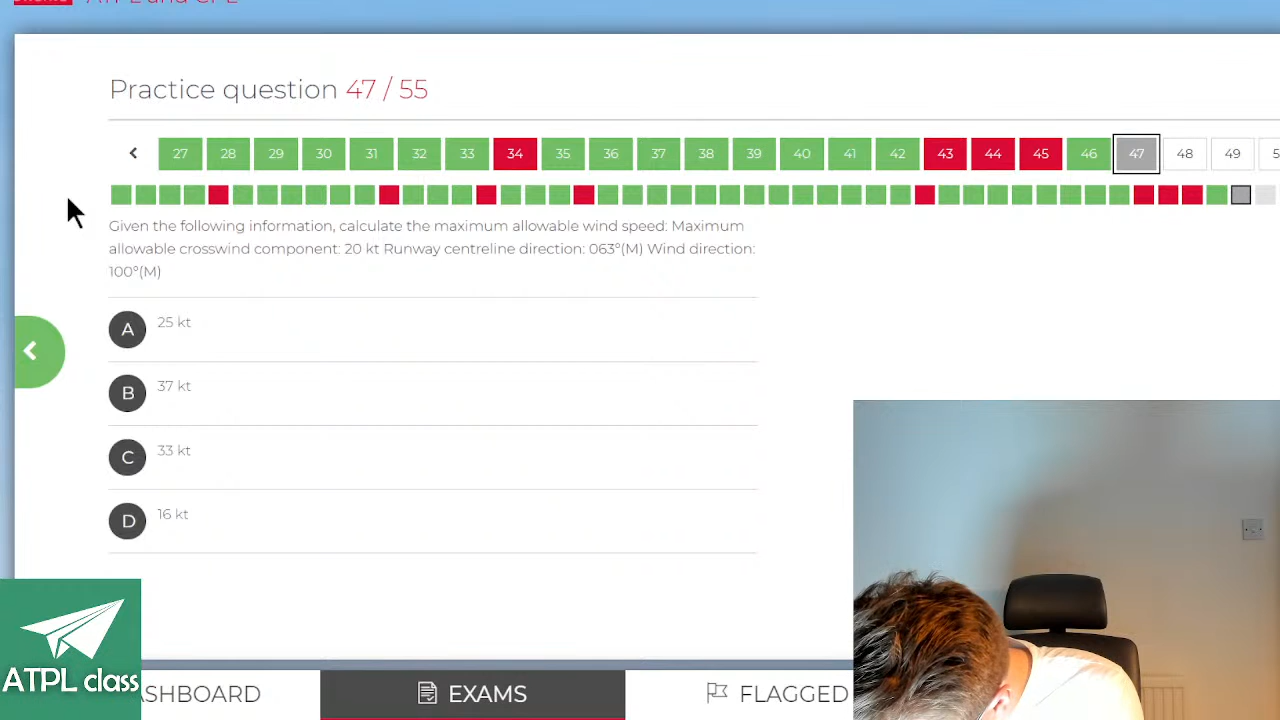 ATPL and CPL
Practice question 47 / 55
27 28 29 30 31 32 33 34 35 36 37 38 39 40 41 42 43 44 45 46 47 48 49
Given the following information, calculate the maximum allowable wind speed: Maximum
allowable crosswind component: 20 kt Runway centreline direction: 063°(M) Wind direction:
100°(M)
A 25 kt
B 37 kt
C 33 kt
D 16 kt
ATPL class
ASHBOARD
EXAMS
FLAGGED